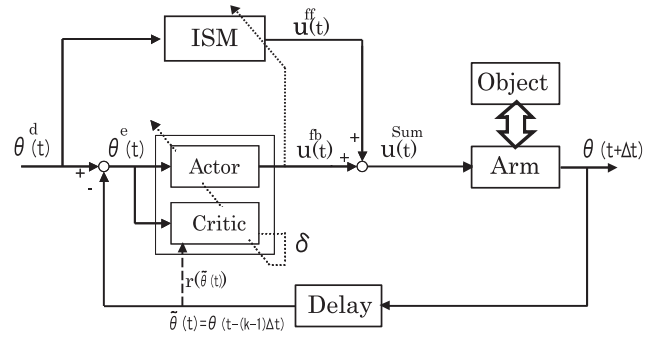 ISM
u^ff(t)
Object
θ^d(t)
θ^e(t)
Actor
u^fb(t)
u^Sum(t)
Arm
θ (t+Δt)
+
-
+
+
Critic
δ
r(θ̃(t))
Delay
θ̃(t)=θ(t-(k-1)Δt)